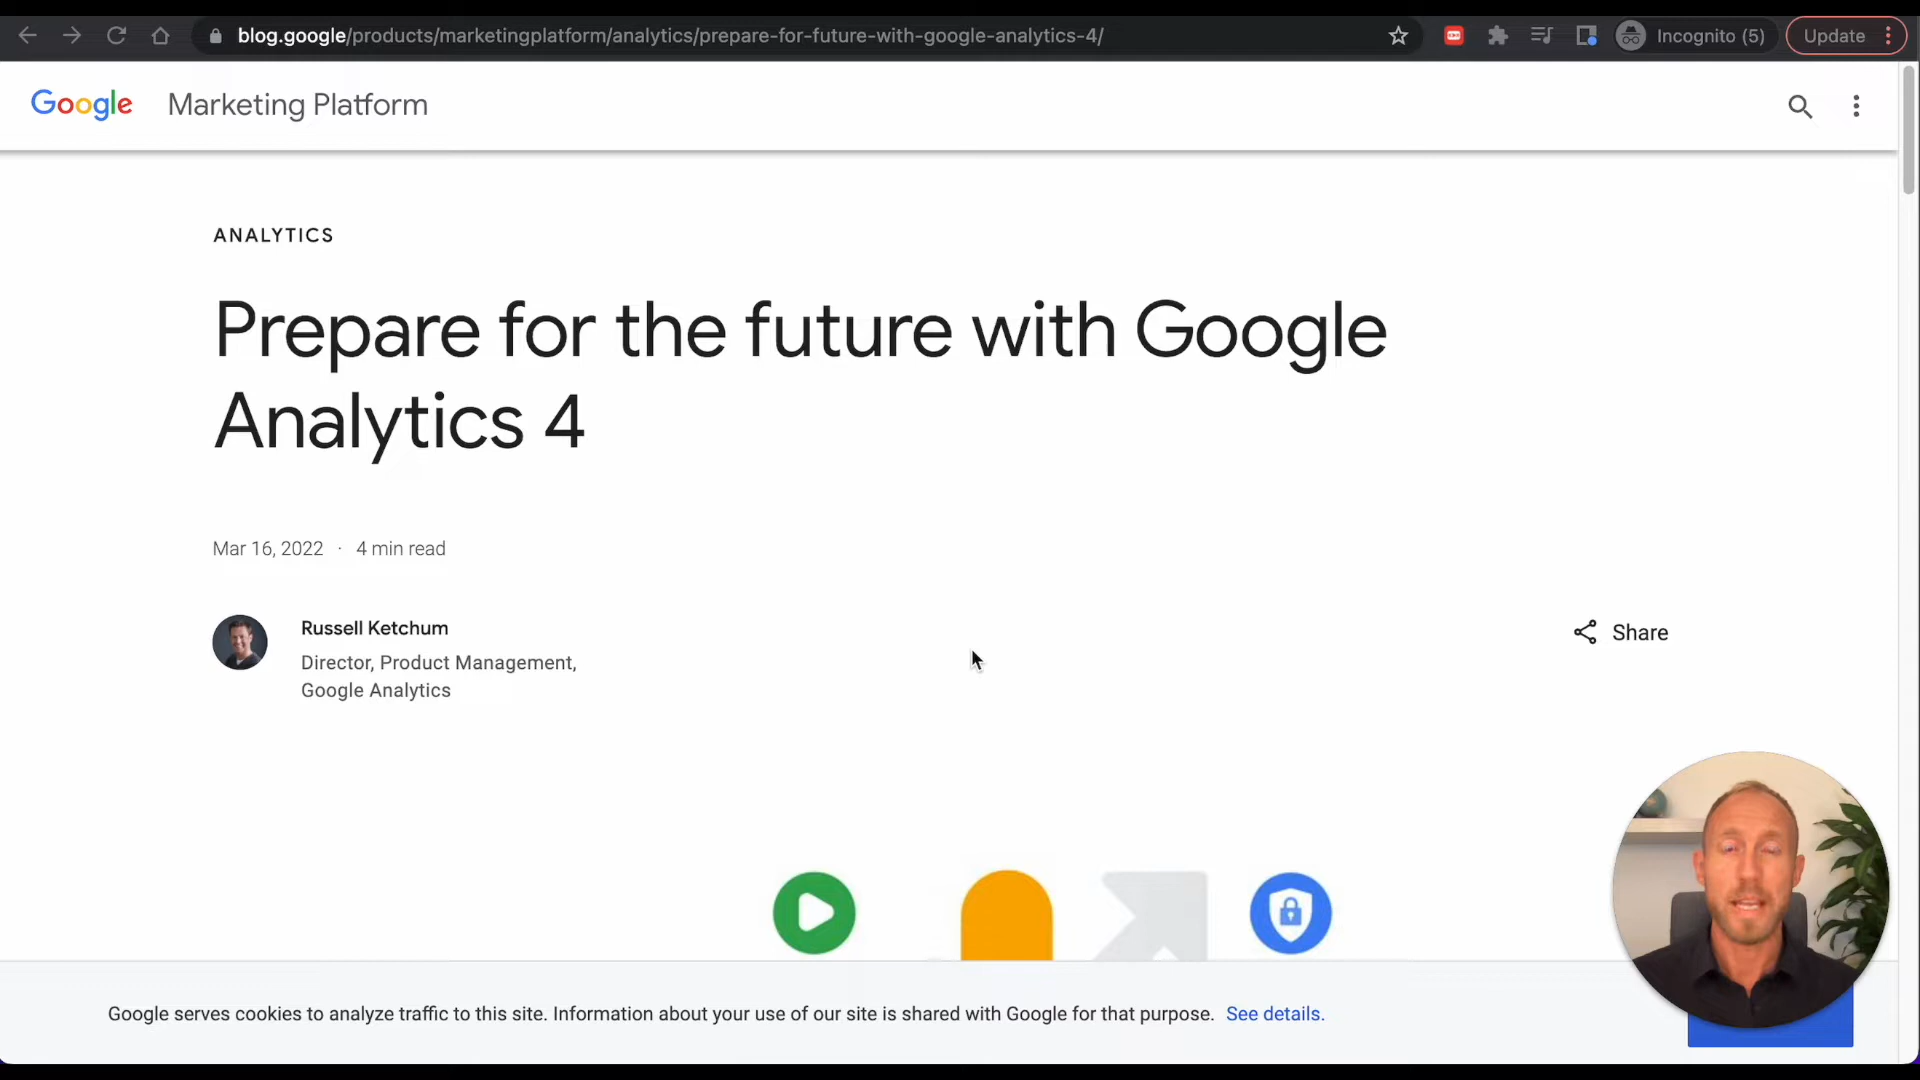 blog.google/products/marketingplatform/analytics/prepare-for-future-with-google-analytics-4/
Incognito (5)
Update
Google Marketing Platform
ANALYTICS
Prepare for the future with Google
Analytics 4
Mar 16, 2022 · 4 min read
Russell Ketchum
Director, Product Management,
Google Analytics
Share
Google serves cookies to analyze traffic to this site. Information about your use of our site is shared with Google for that purpose. See details.